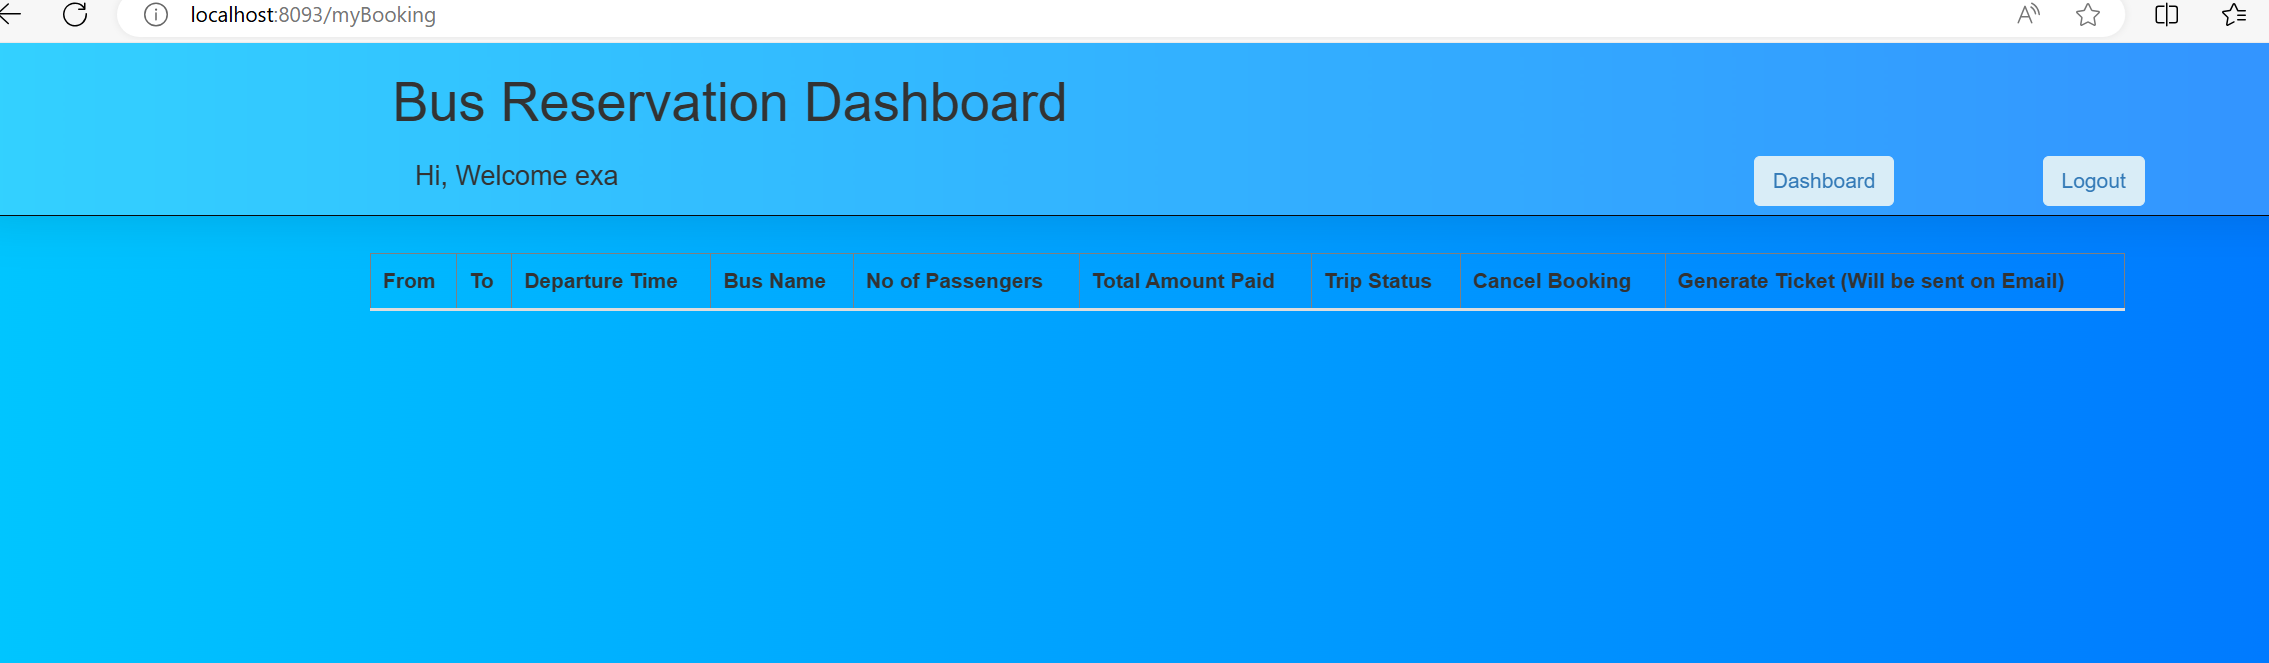 localhost:8093/myBooking
Bus Reservation Dashboard
Hi, Welcome exa
Dashboard
Logout
From To Departure Time Bus Name No of Passengers Total Amount Paid Trip Status Cancel Booking Generate Ticket (Will be sent on Email)